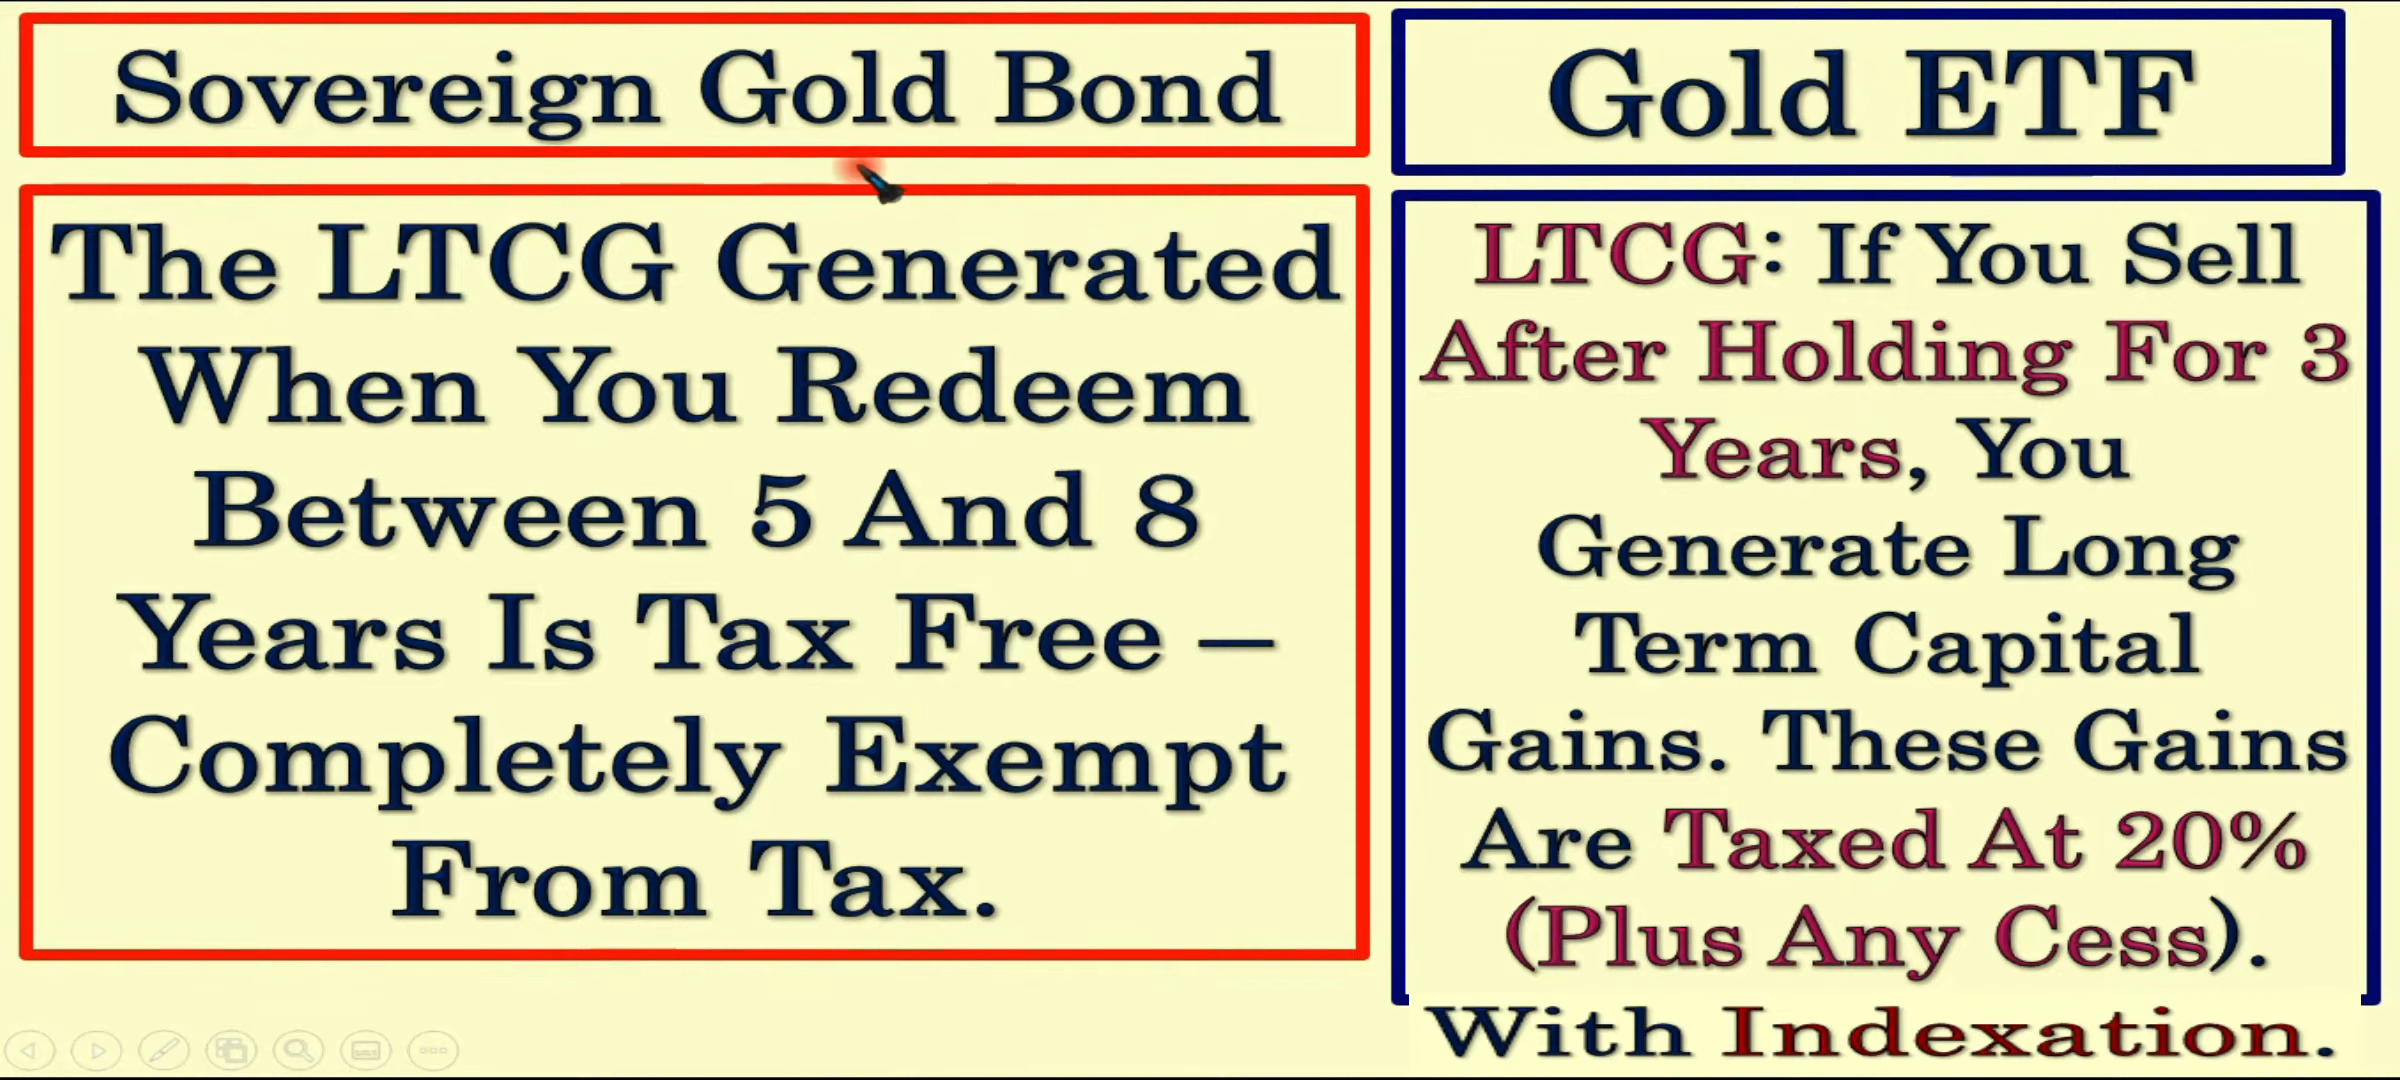 Sovereign Gold Bond
The LTCG Generated
When You Redeem
Between 5 And 8
Years Is Tax Free –
Completely Exempt
From Tax.
Gold ETF
LTCG: If You Sell
After Holding For 3
Years, You
Generate Long
Term Capital
Gains. These Gains
Are Taxed At 20%
(Plus Any Cess).
With Indexation.